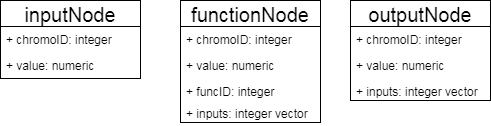 inputNode
+ chromoID: integer
+ value: numeric
functionNode
+ chromoID: integer
+ value: numeric
+ funcID: integer
+ inputs: integer vector
outputNode
+ chromoID: integer
+ value: numeric
+ inputs: integer vector